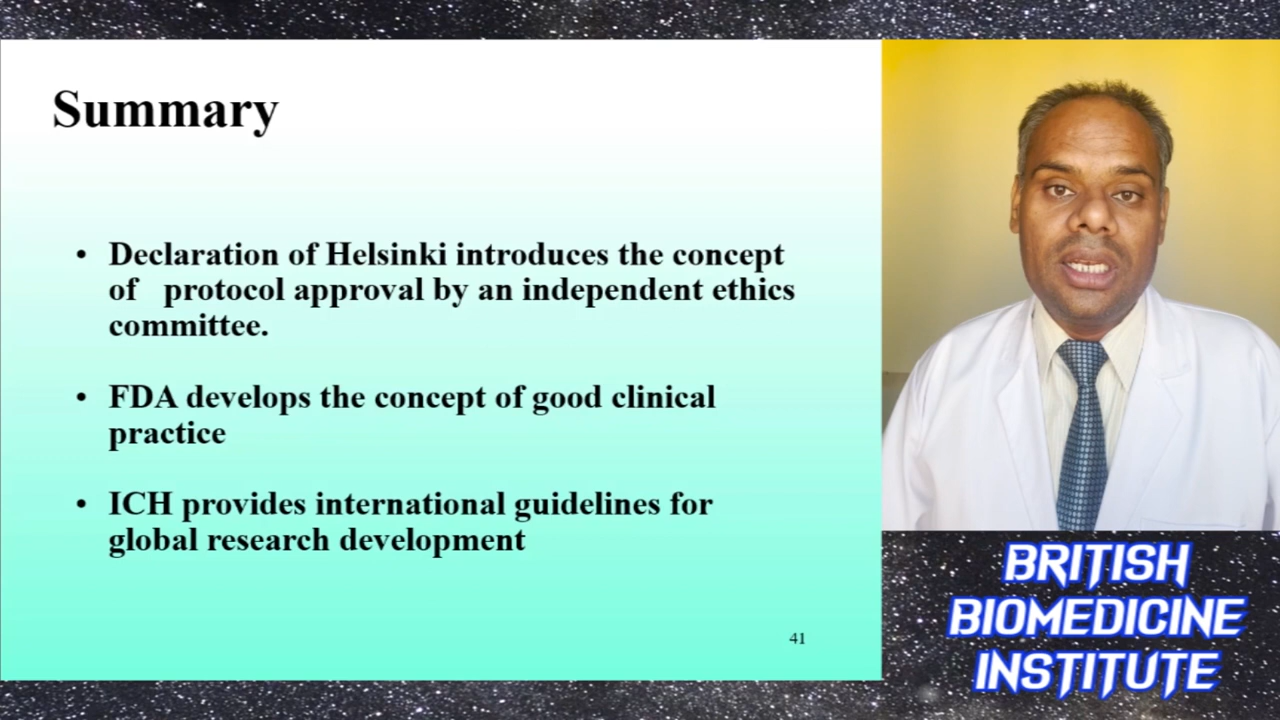 Summary
• Declaration of Helsinki introduces the concept
of protocol approval by an independent ethics
committee.
• FDA develops the concept of good clinical
practice
• ICH provides international guidelines for
global research development
41
BRITISH
BIOMEDICINE
INSTITUTE